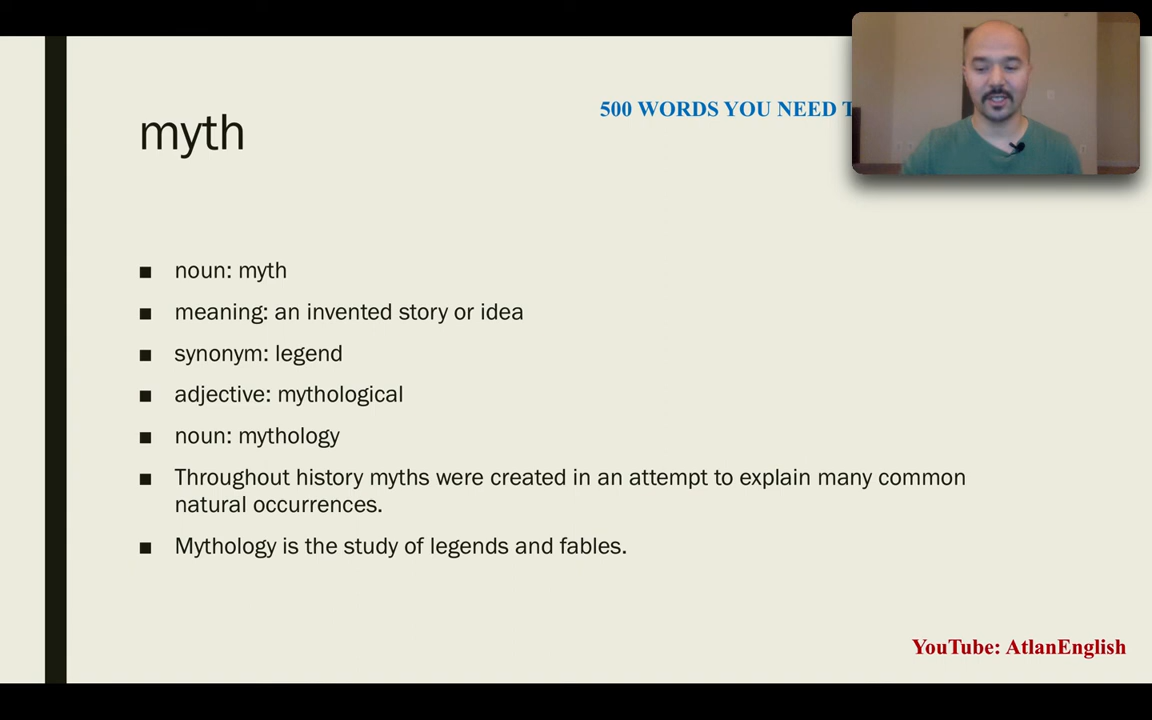 500 WORDS YOU NEED
myth
■ noun: myth
■ meaning: an invented story or idea
■ synonym: legend
■ adjective: mythological
■ noun: mythology
■ Throughout history myths were created in an attempt to explain many common
natural occurrences.
■ Mythology is the study of legends and fables.
YouTube: AtlanEnglish